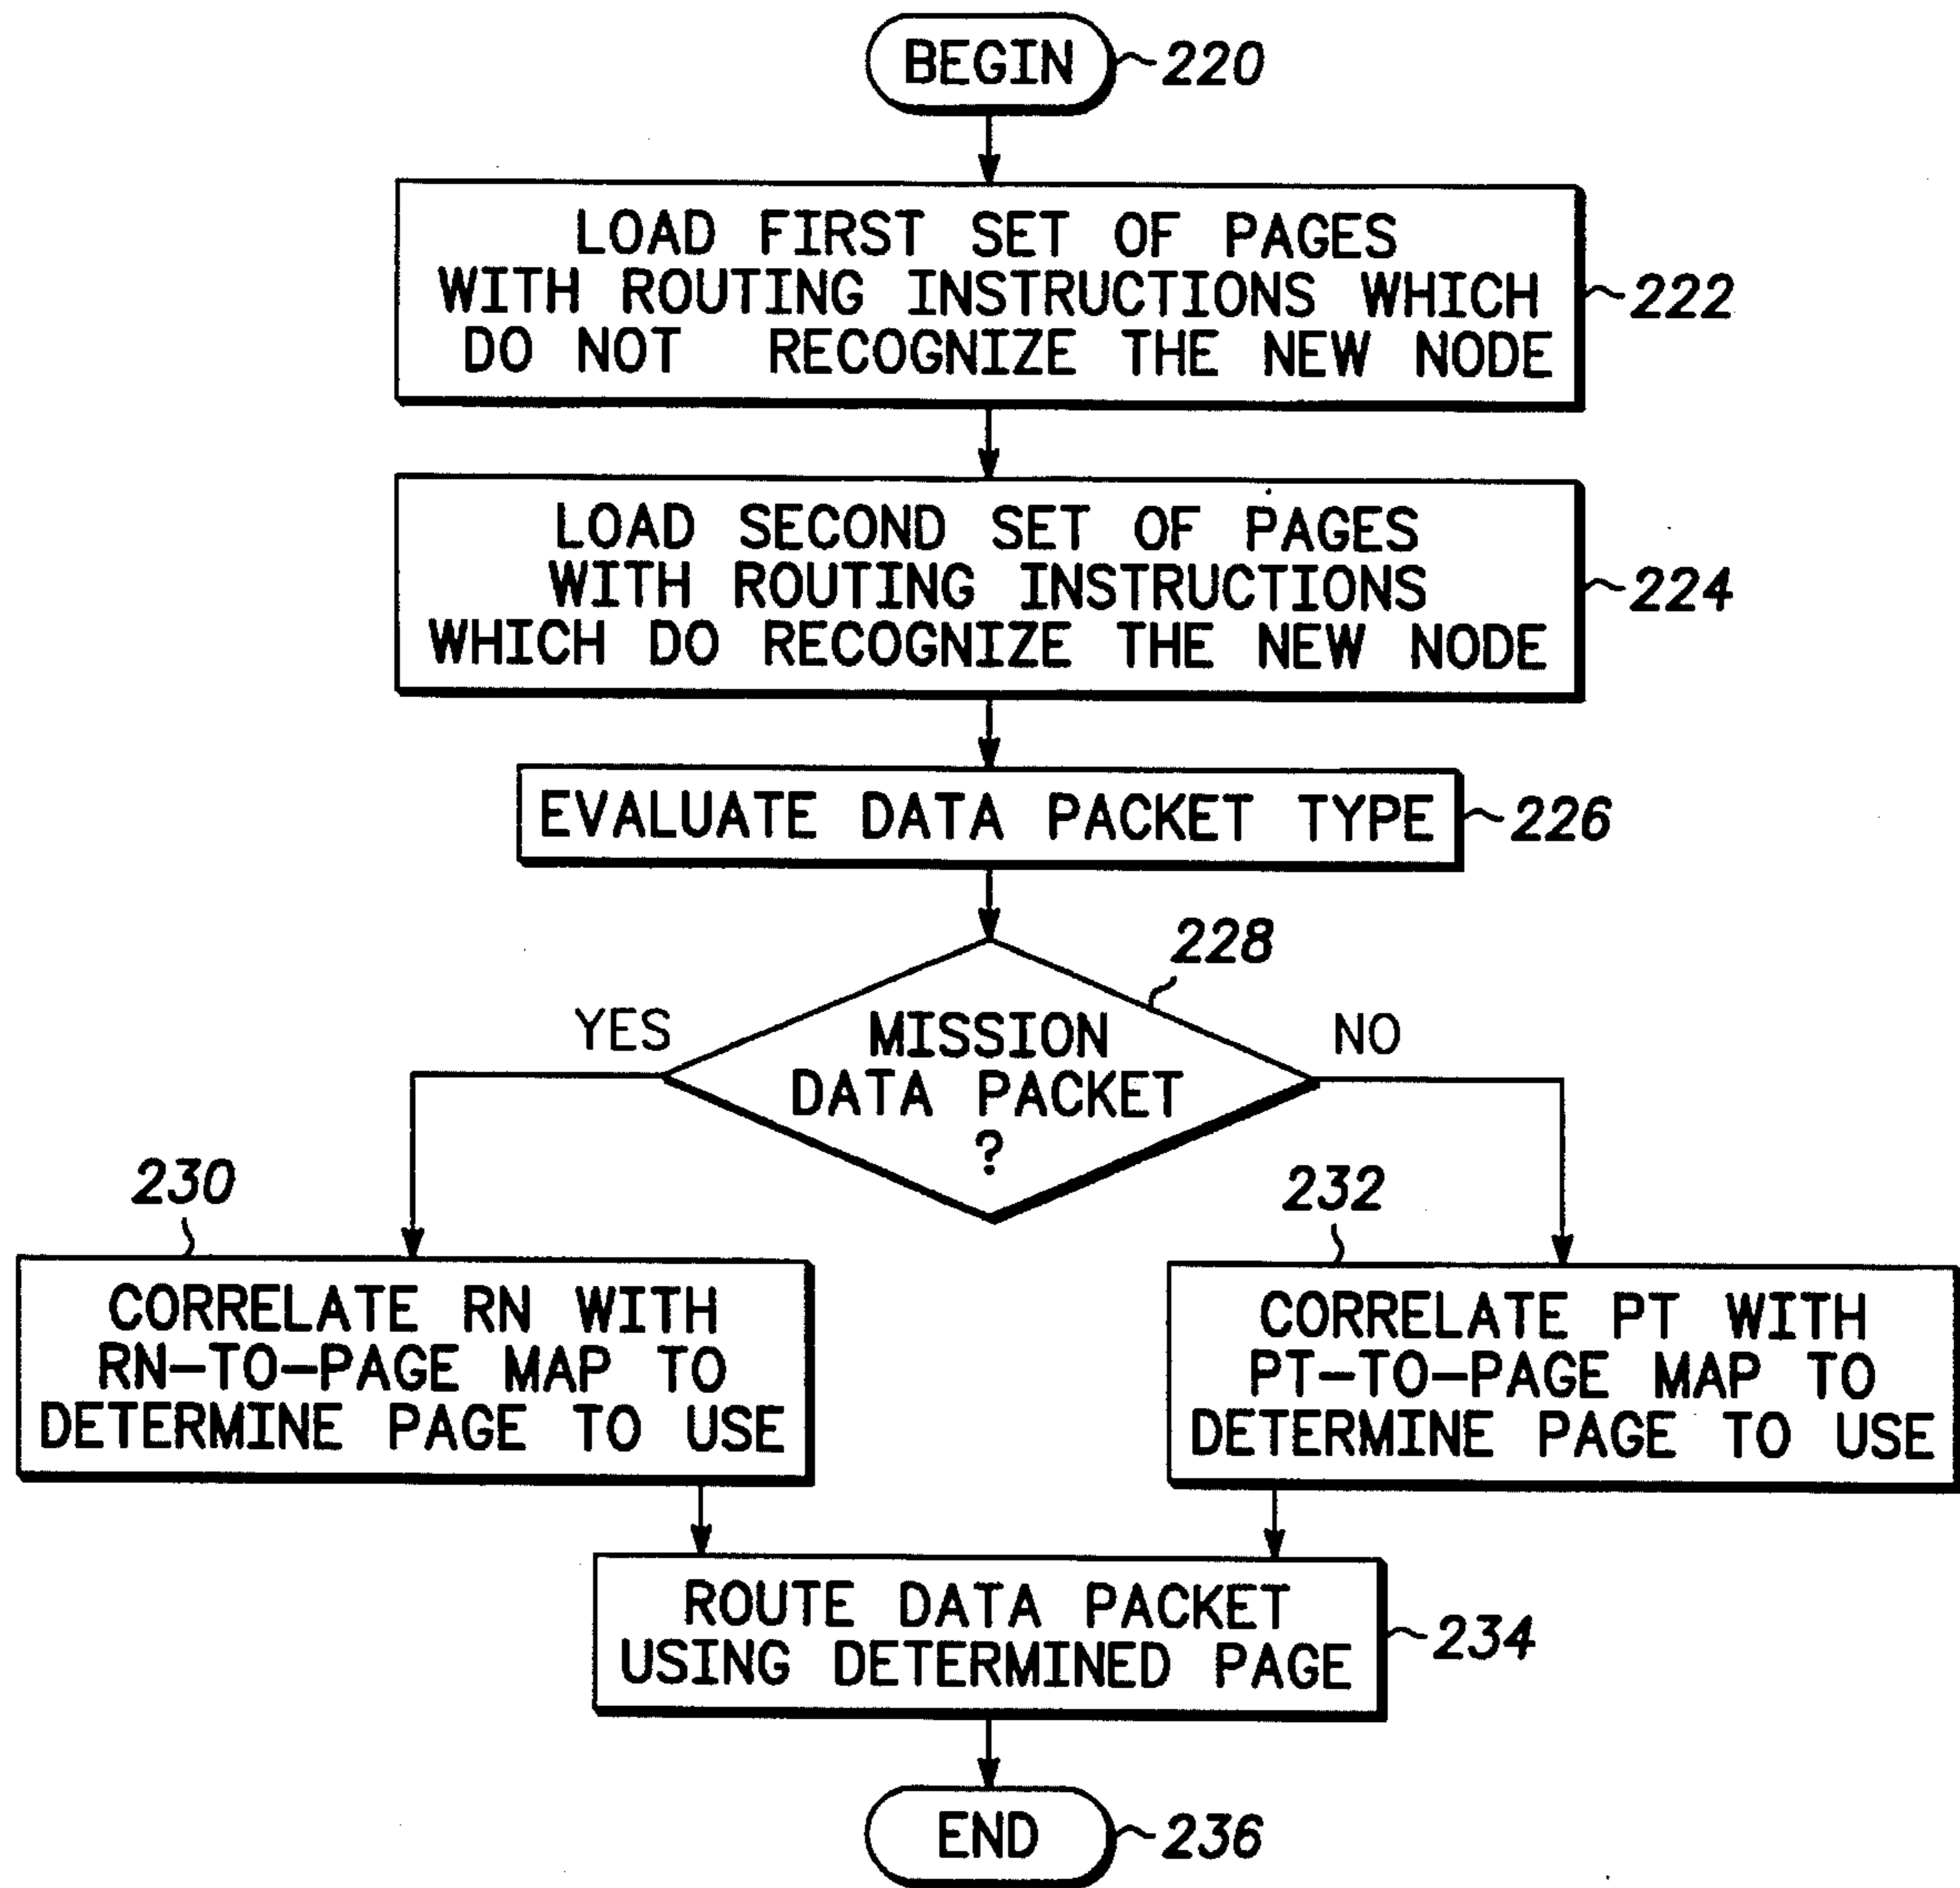 BEGIN
220
LOAD FIRST SET OF PAGES
WITH ROUTING INSTRUCTIONS WHICH
DO NOT RECOGNIZE THE NEW NODE
222
LOAD SECOND SET OF PAGES
WITH ROUTING INSTRUCTIONS
WHICH DO RECOGNIZE THE NEW NODE
224
EVALUATE DATA PACKET TYPE
226
228
YES
MISSION
DATA PACKET
?
NO
230
CORRELATE RN WITH
RN-TO-PAGE MAP TO
DETERMINE PAGE TO USE
232
CORRELATE PT WITH
PT-TO-PAGE MAP TO
DETERMINE PAGE TO USE
ROUTE DATA PACKET
USING DETERMINED PAGE
234
END
236